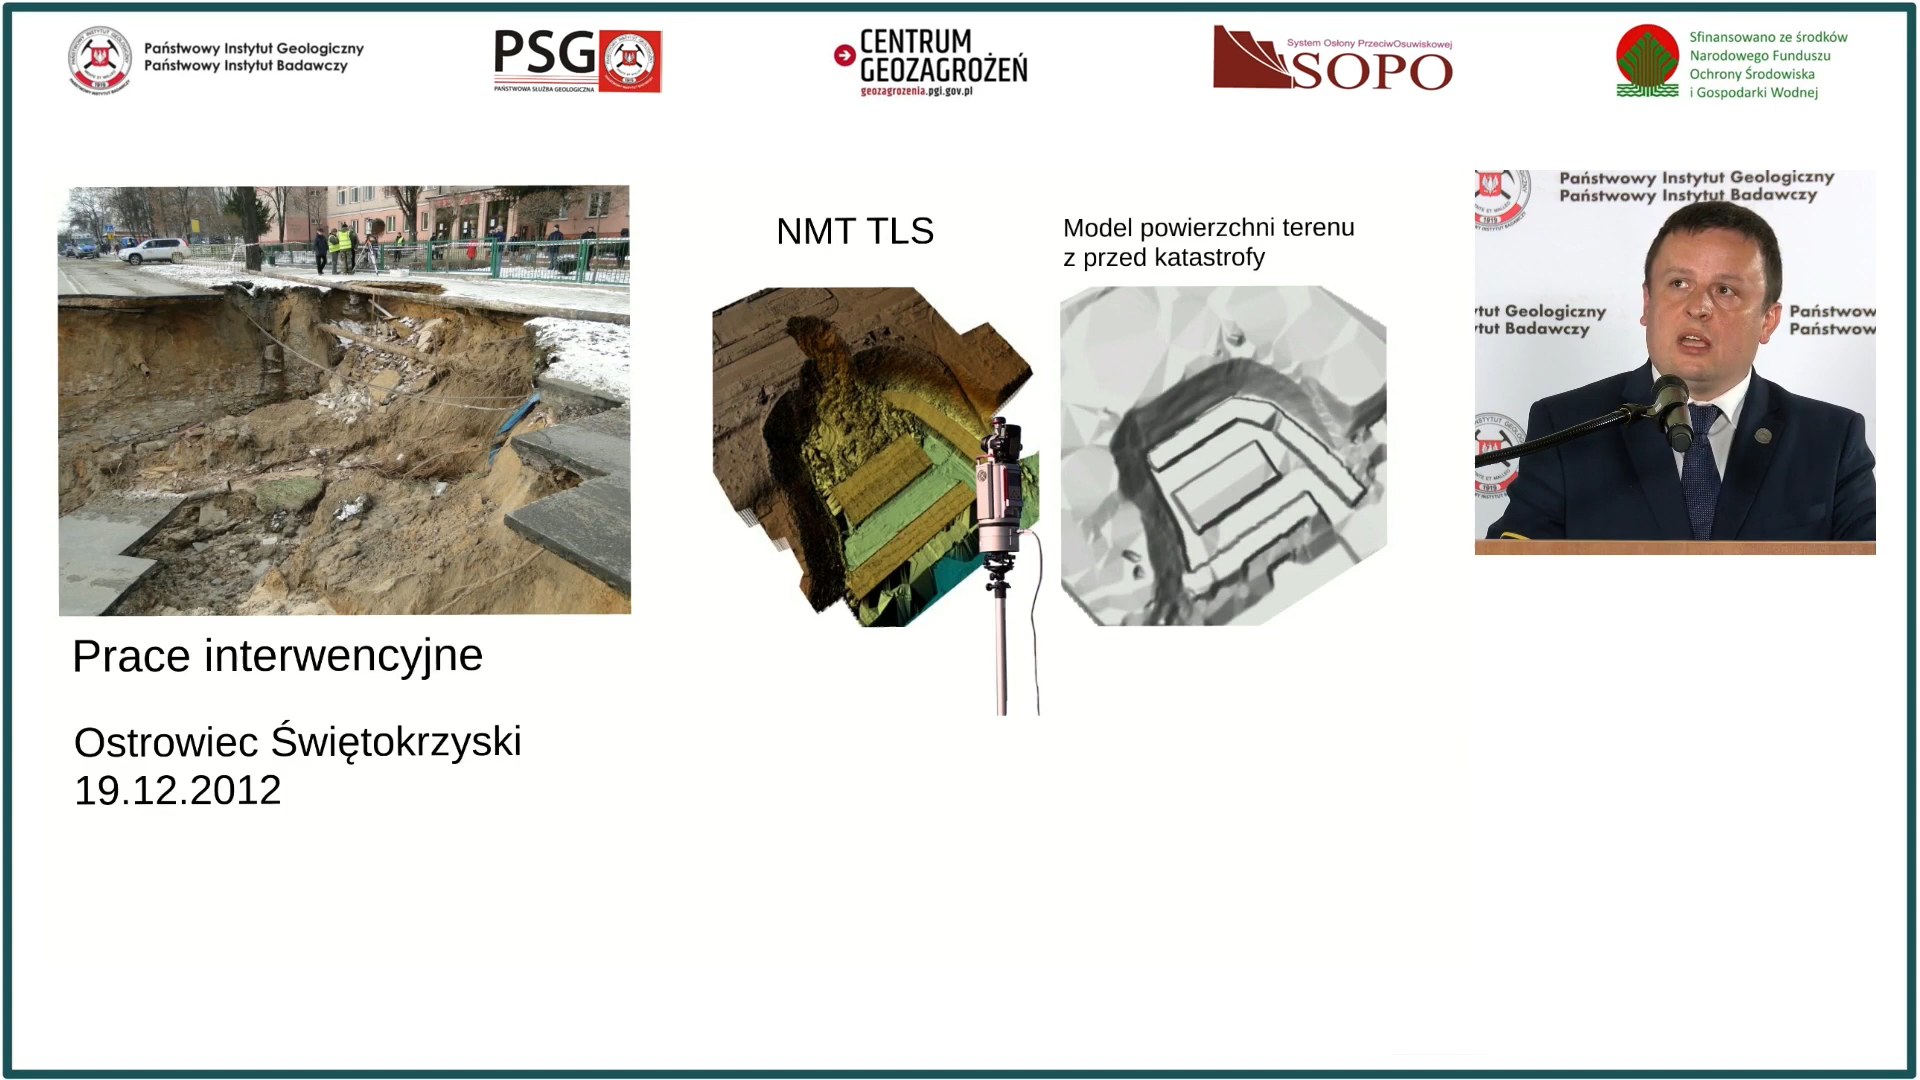 Państwowy Instytut Geologiczny
Państwowy Instytut Badawczy
PSG
PAŃSTWOWA SŁUŻBA GEOLOGICZNA
CENTRUM
GEOZAGROŻEŃ
geozagrozenia.pgi.gov.pl
System Osłony PrzeciwOsuwiskowej
SOPO
Sfinansowano ze środków
Narodowego Funduszu
Ochrony Środowiska
i Gospodarki Wodnej
NMT TLS
Model powierzchni terenu
z przed katastrofy
Państwowy Instytut Geologiczny
Państwowy Instytut Badawczy
tut Geologiczny
tut Badawczy
Państwow
Państwow
1919
1919
Prace interwencyjne
Ostrowiec Świętokrzyski
19.12.2012